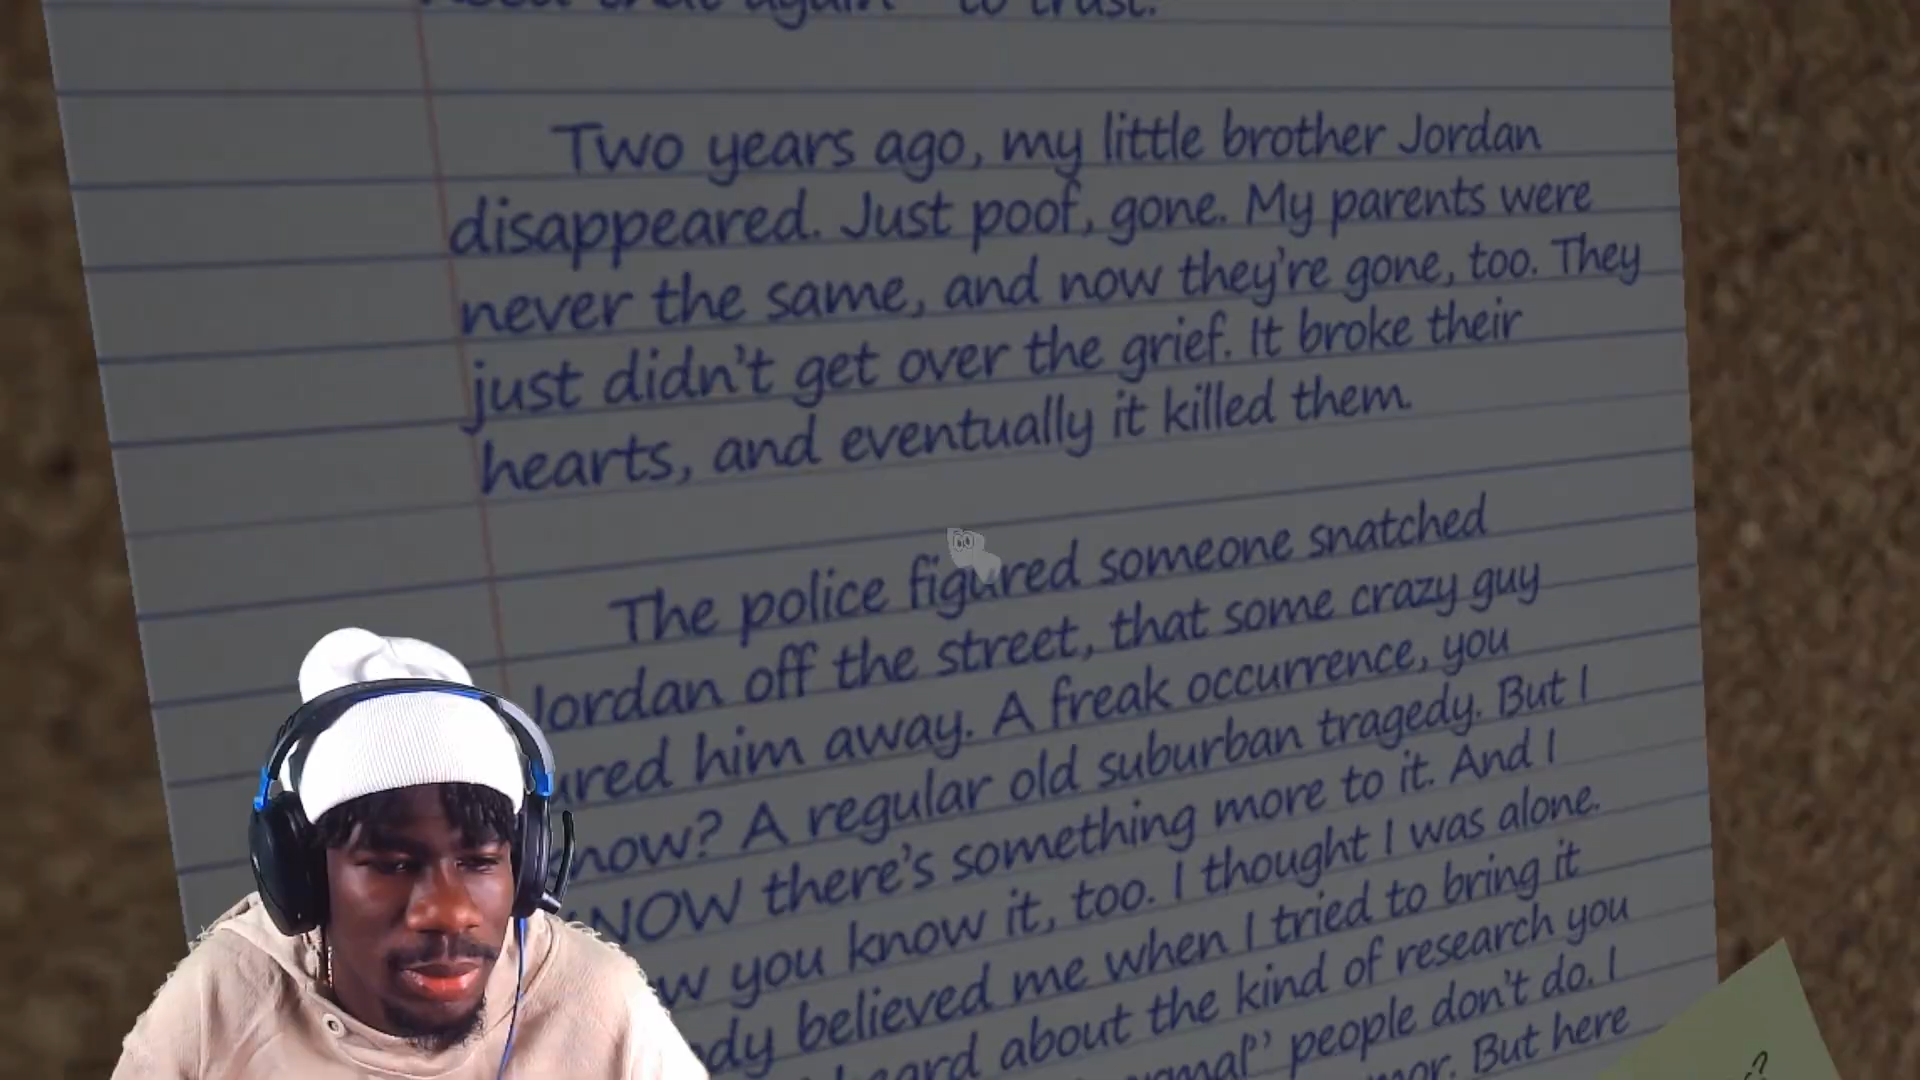 again" to trust.
Two years ago, my little brother Jordan
disappeared. Just poof, gone. My parents were
never the same, and now they're gone, too. They
just didn't get over the grief. It broke their
hearts, and eventually it killed them.
The police figured someone snatched
Jordan off the street, that some crazy guy
him away. A freak occurrence, you
know? A regular old suburban tragedy. But I
KNOW there's something more to it. And I
you know it, too. I thought I was alone.
believed me when I tried to bring it
heard about the kind of research you
people don't do. I
But here
?